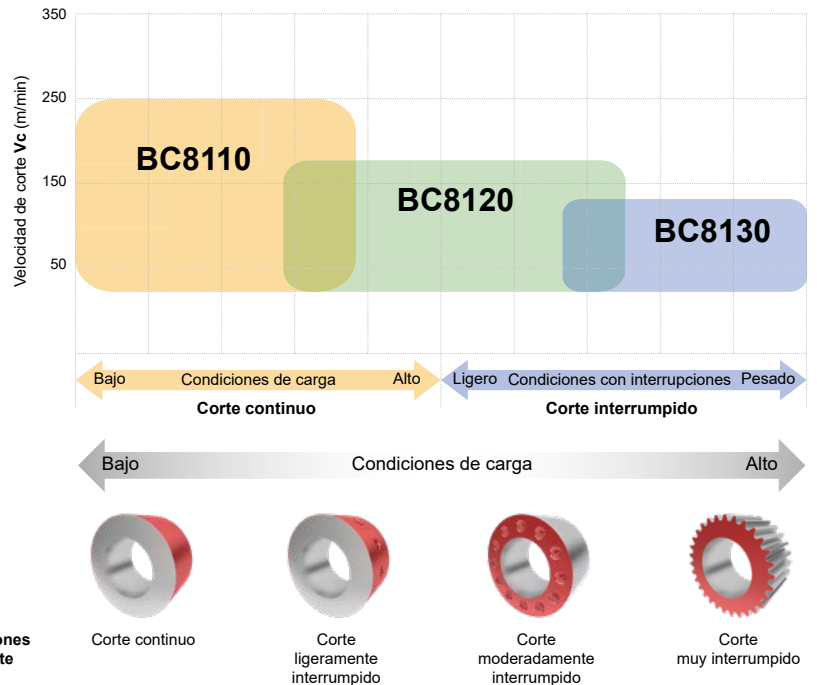 350
250
150
50
Velocidad de corte Vc (m/min)
BC8110
BC8120
BC8130
Bajo Condiciones de carga Alto
Ligero Condiciones con interrupciones Pesado
Corte continuo
Corte interrumpido
Bajo Condiciones de carga Alto
Corte continuo
Corte
ligeramente
interrumpido
Corte
moderadamente
interrumpido
Corte
muy interrumpido